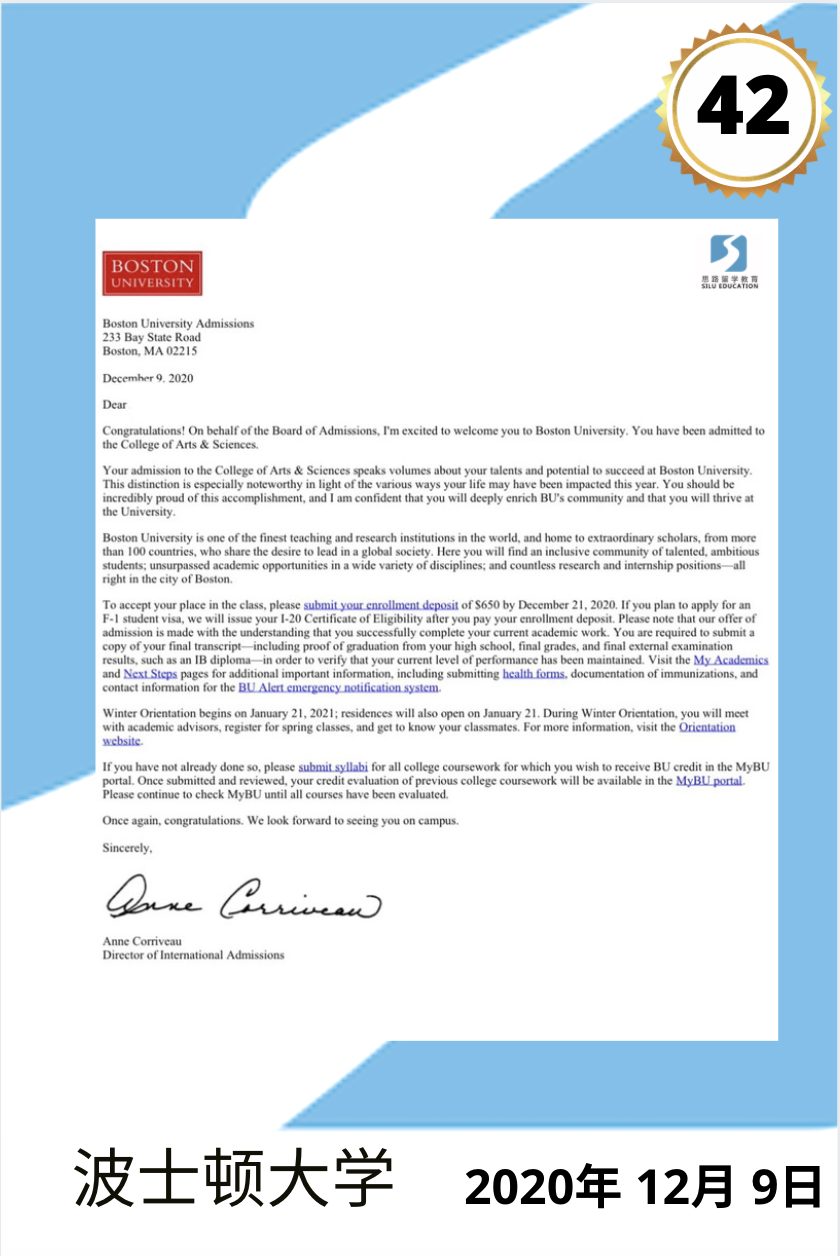 42
BOSTON
UNIVERSITY
思路留学教育
SILU EDUCATION
Boston University Admissions
233 Bay State Road
Boston, MA 02215
December 9, 2020
Dear
Congratulations! On behalf of the Board of Admissions, I'm excited to welcome you to Boston University. You have been admitted to
the College of Arts & Sciences.
Your admission to the College of Arts & Sciences speaks volumes about your talents and potential to succeed at Boston University.
This distinction is especially noteworthy in light of the various ways your life may have been impacted this year. You should be
incredibly proud of this accomplishment, and I am confident that you will deeply enrich BU's community and that you will thrive at
the University.
Boston University is one of the finest teaching and research institutions in the world, and home to extraordinary scholars, from more
than 100 countries, who share the desire to lead in a global society. Here you will find an inclusive community of talented, ambitious
students; unsurpassed academic opportunities in a wide variety of disciplines; and countless research and internship positions—all
right in the city of Boston.
To accept your place in the class, please submit your enrollment deposit of $650 by December 21, 2020. If you plan to apply for an
F-1 student visa, we will issue your I-20 Certificate of Eligibility after you pay your enrollment deposit. Please note that our offer of
admission is made with the understanding that you successfully complete your current academic work. You are required to submit a
copy of your final transcript—including proof of graduation from your high school, final grades, and final external examination
results, such as an IB diploma—in order to verify that your current level of performance has been maintained. Visit the My Academics
and Next Steps pages for additional important information, including submitting health forms, documentation of immunizations, and
contact information for the BU Alert emergency notification system.
Winter Orientation begins on January 21, 2021; residences will also open on January 21. During Winter Orientation, you will meet
with academic advisors, register for spring classes, and get to know your classmates. For more information, visit the Orientation
website.
If you have not already done so, please submit syllabi for all college coursework for which you wish to receive BU credit in the MyBU
portal. Once submitted and reviewed, your credit evaluation of previous college coursework will be available in the MyBU portal.
Please continue to check MyBU until all courses have been evaluated.
Once again, congratulations. We look forward to seeing you on campus.
Sincerely,
Anne Corriveau
Anne Corriveau
Director of International Admissions
波士顿大学
2020年 12月 9日